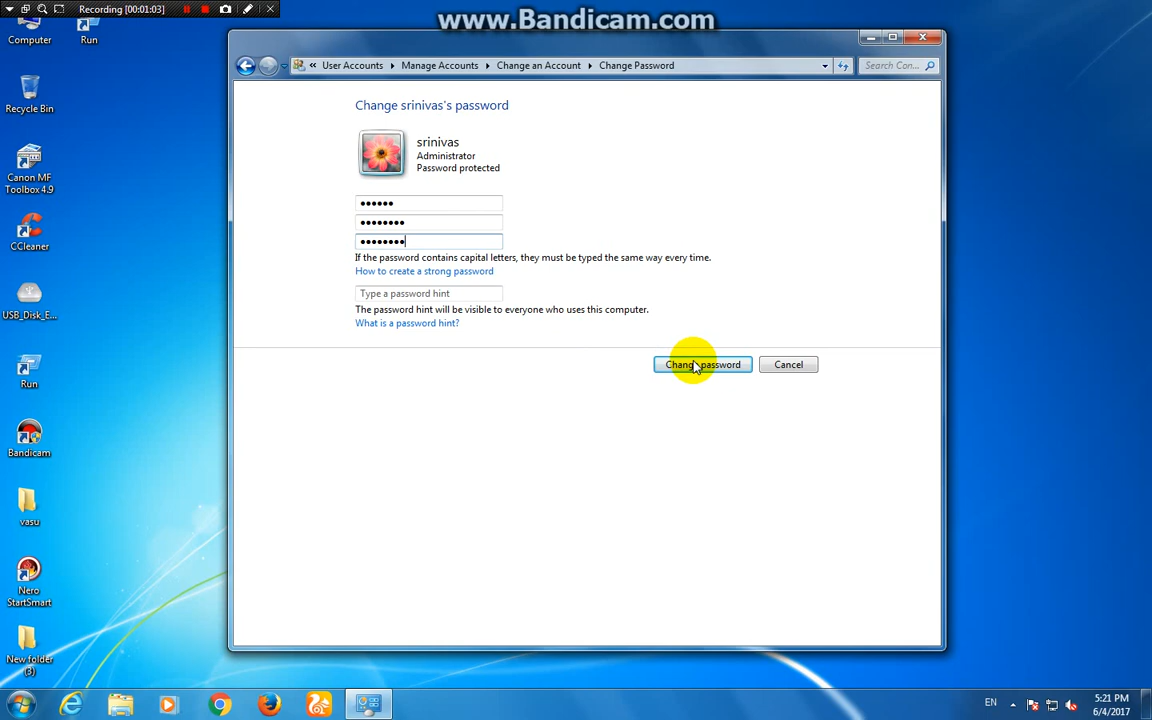 Recording [00:01:03]
www.Bandicam.com
Computer
Run
Recycle Bin
Canon MF
Toolbox 4.9
CCleaner
USB_Disk_E...
Run
Bandicam
vasu
Nero
StartSmart
New folder
(3)
« User Accounts Manage Accounts Change an Account Change Password
Search Con...
Change srinivas's password
srinivas
Administrator
Password protected
••••••
••••••••
••••••••
If the password contains capital letters, they must be typed the same way every time.
How to create a strong password
Type a password hint
The password hint will be visible to everyone who uses this computer.
What is a password hint?
Change password
Cancel
EN
5:21 PM
6/4/2017